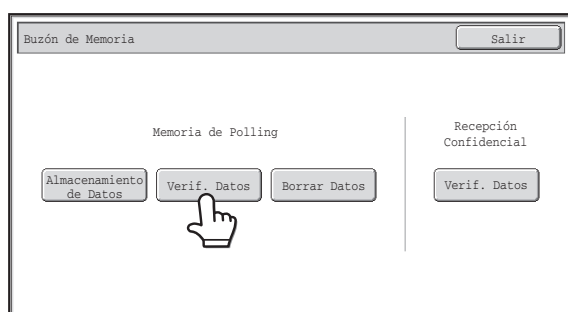 Buzón de Memoria
Salir
Memoria de Polling
Almacenamiento
de Datos
Verif. Datos
Borrar Datos
Recepción
Confidencial
Verif. Datos